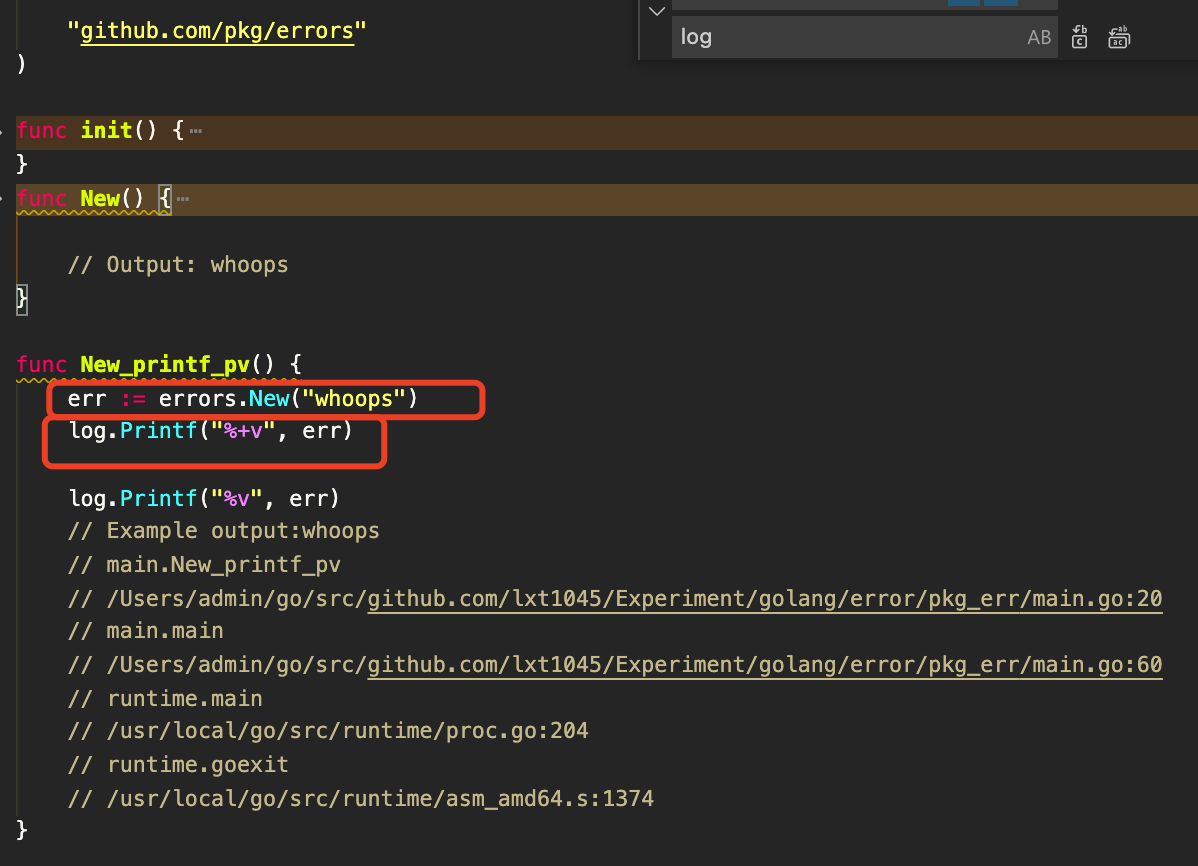 "github.com/pkg/errors"
log AB
)
func init() {⋯
}
func New() {⋯
// Output: whoops
}
func New_printf_pv() {
err := errors.New("whoops")
log.Printf("%+v", err)
log.Printf("%v", err)
// Example output:whoops
// main.New_printf_pv
// /Users/admin/go/src/github.com/lxt1045/Experiment/golang/error/pkg_err/main.go:20
// main.main
// /Users/admin/go/src/github.com/lxt1045/Experiment/golang/error/pkg_err/main.go:60
// runtime.main
// /usr/local/go/src/runtime/proc.go:204
// runtime.goexit
// /usr/local/go/src/runtime/asm_amd64.s:1374
}